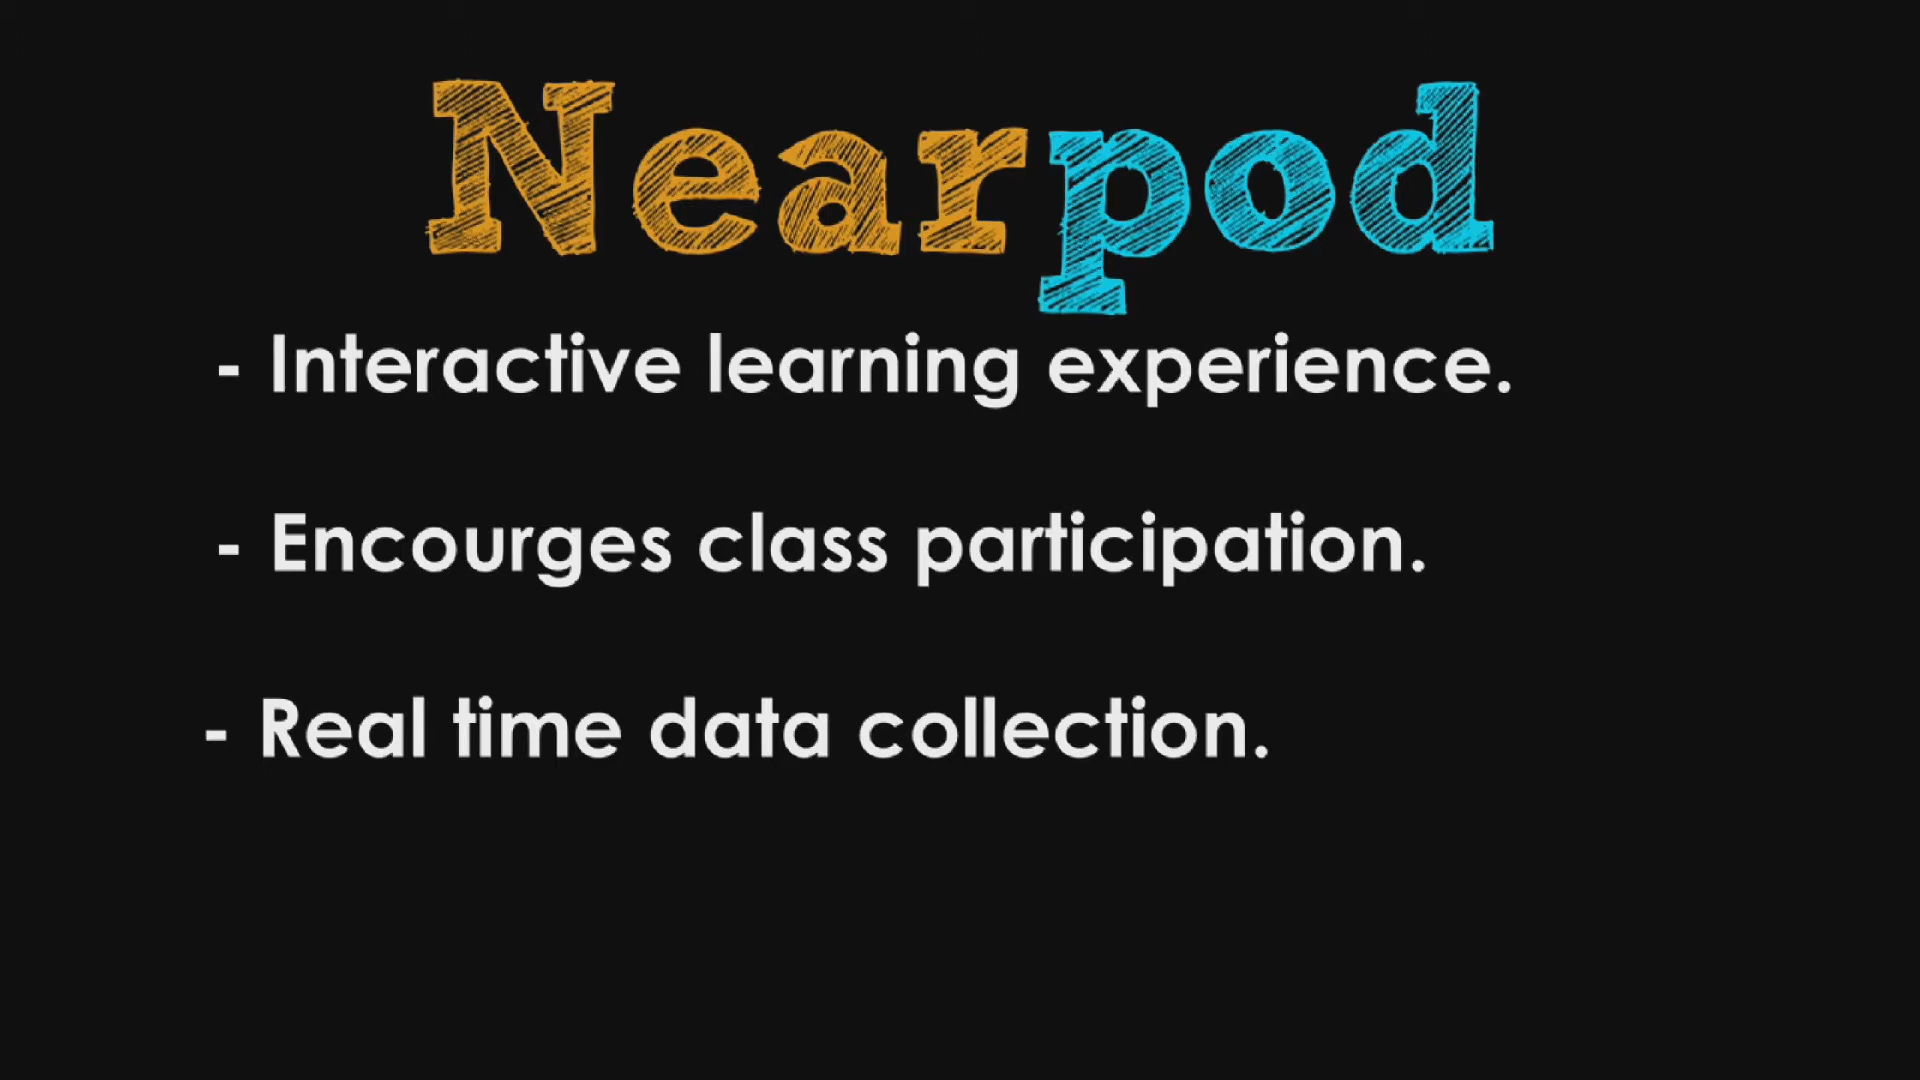 Nearpod
- Interactive learning experience.
- Encourges class participation.
- Real time data collection.